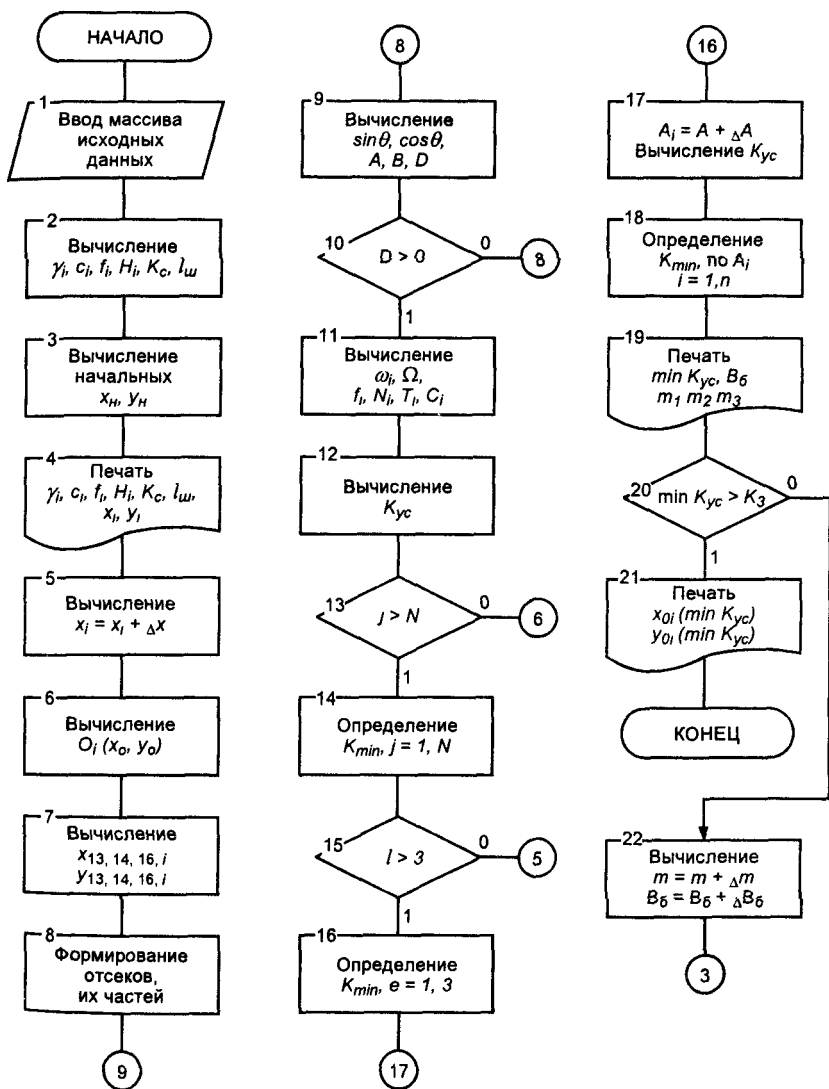 НАЧАЛО
1
Ввод массива
исходных
данных
2
Вычисление
γi, ci, fi, Hi, Kc, lш
3
Вычисление
начальных
xн, yн
4
Печать
γi, ci, fi, Hi, Kc, lш,
xi, yi
5
Вычисление
xi = xi + Δx
6
Вычисление
Oi (xo, yo)
7
Вычисление
x13, 14, 16, i
y13, 14, 16, i
8
Формирование
отсеков,
их частей
9
8
9
Вычисление
sinθ, cosθ,
A, B, D
10
D > 0
0
8
1
11
Вычисление
ωi, Ω,
fi, Ni, Ti, Ci
12
Вычисление
Kус
13
j > N
0
6
1
14
Определение
Kmin, j = 1, N
15
l > 3
0
5
1
16
Определение
Kmin, e = 1, 3
17
16
17
Ai = A + ΔA
Вычисление Kус
18
Определение
Kmin, по Ai
i = 1,n
19
Печать
min Kус, Bб
m1 m2 m3
20
min Kус > K3
0
1
21
Печать
x0i (min Kус)
y0i (min Kус)
КОНЕЦ
22
Вычисление
m = m + Δm
Bб = Bб + ΔBб
3